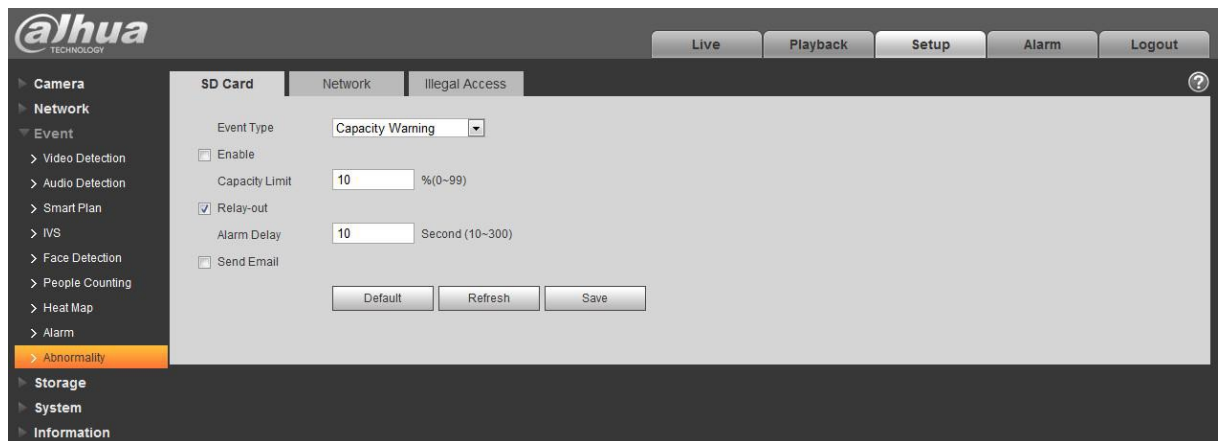 alhua
TECHNOLOGY
Live Playback Setup Alarm Logout
Camera
Network
Event
Video Detection
Audio Detection
Smart Plan
IVS
Face Detection
People Counting
Heat Map
Alarm
Abnormality
Storage
System
Information
SD Card Network Illegal Access
?
Event Type Capacity Warning
Enable
Capacity Limit 10 %(0~99)
Relay-out
Alarm Delay 10 Second (10~300)
Send Email
Default Refresh Save